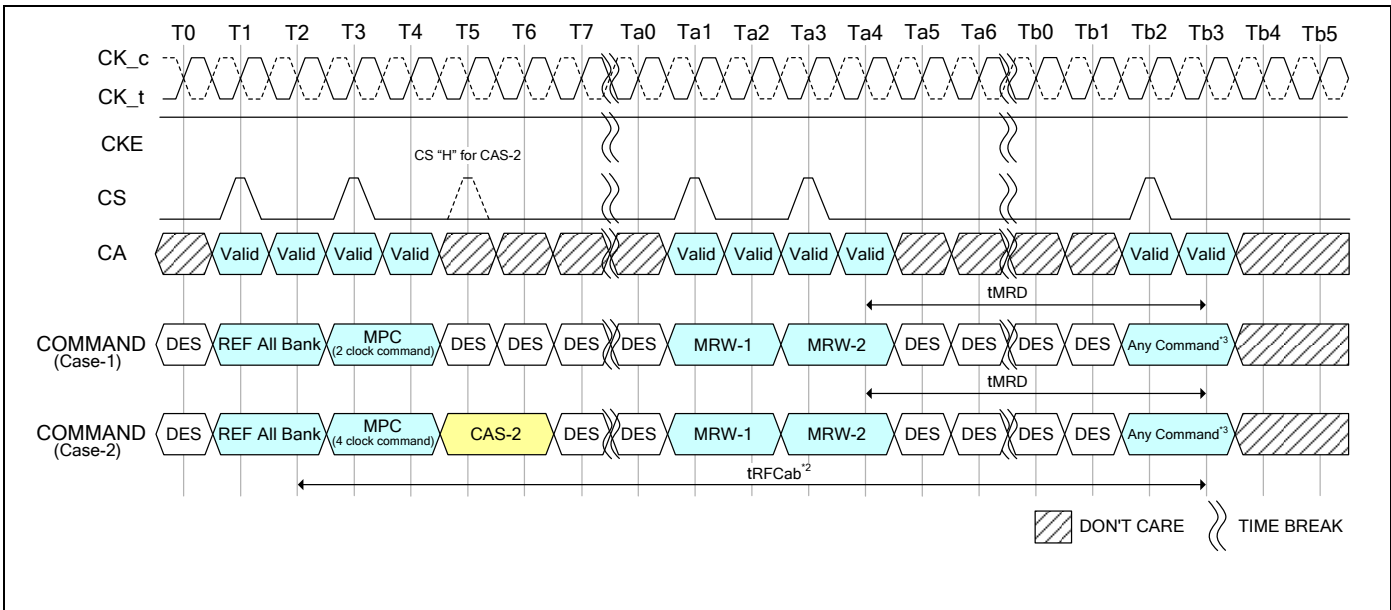 T0 T1 T2 T3 T4 T5 T6 T7 Ta0 Ta1 Ta2 Ta3 Ta4 Ta5 Ta6 Tb0 Tb1 Tb2 Tb3 Tb4 Tb5
CK_c
CK_t
CKE
CS "H" for CAS-2
CS
CA Valid Valid Valid Valid Valid Valid Valid Valid Valid Valid
tMRD
COMMAND DES REF All Bank MPC DES DES DES DES MRW-1 MRW-2 DES DES DES DES Any Command*3
(Case-1) (2 clock command)
tMRD
COMMAND DES REF All Bank MPC CAS-2 DES DES MRW-1 MRW-2 DES DES DES DES Any Command*3
(Case-2) (4 clock command)
tRFCab*2
DON'T CARE TIME BREAK